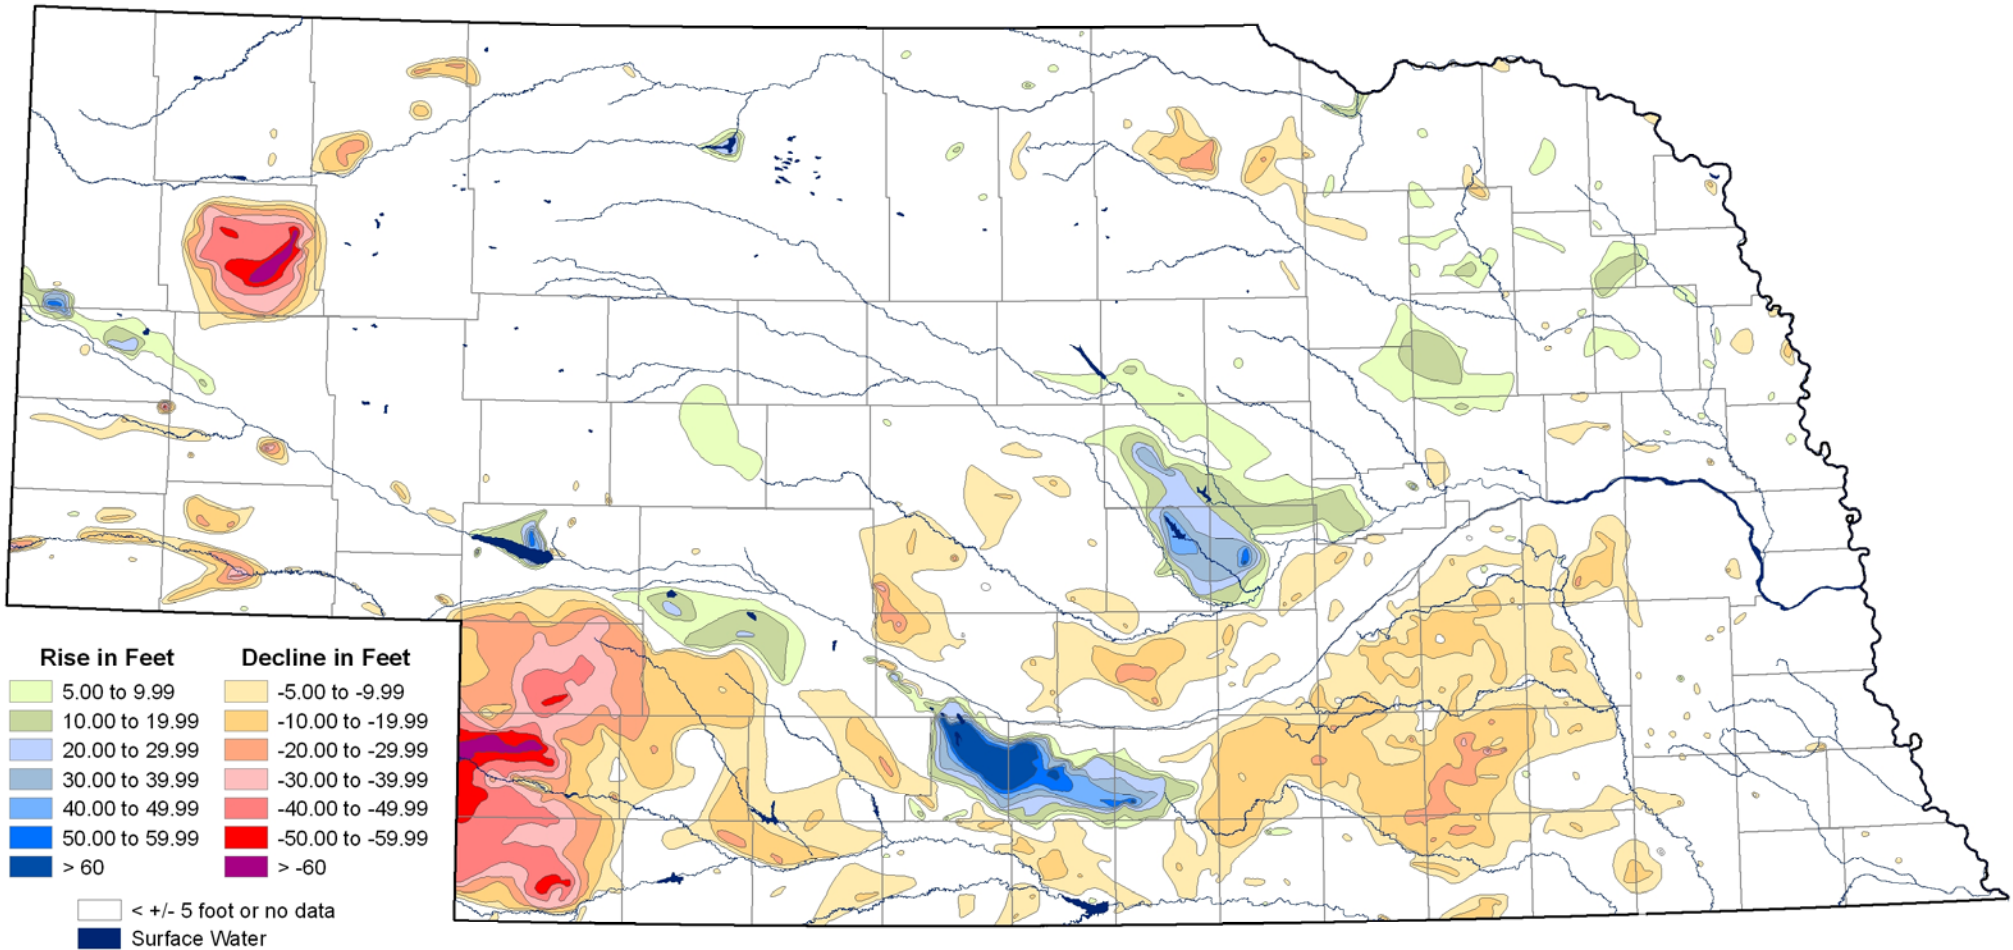 Rise in Feet
5.00 to 9.99
10.00 to 19.99
20.00 to 29.99
30.00 to 39.99
40.00 to 49.99
50.00 to 59.99
> 60
Decline in Feet
-5.00 to -9.99
-10.00 to -19.99
-20.00 to -29.99
-30.00 to -39.99
-40.00 to -49.99
-50.00 to -59.99
> -60
< +/- 5 foot or no data
Surface Water